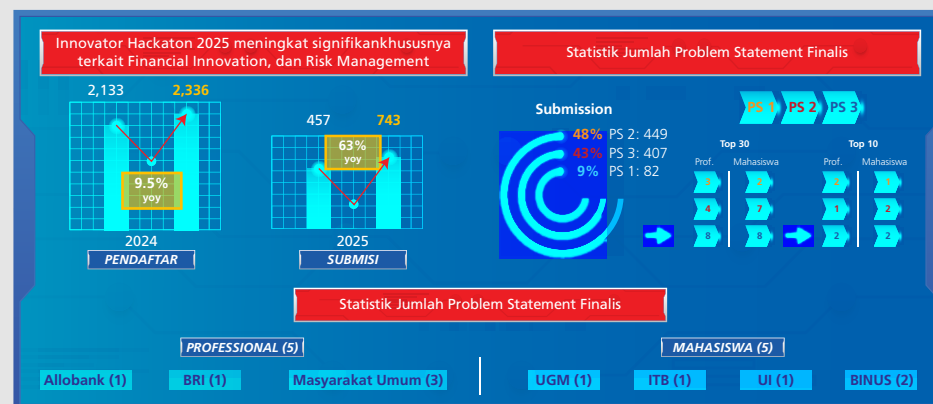 Innovator Hackaton 2025 meningkat signifikankhuusnya
terkait Financial Innovation, dan Risk Management
2,133
2,336
9.5%
yoy
2024
PENDAFTAR
457
743
63%
yoy
2025
SUBMISI
Statistik Jumlah Problem Statement Finalis
PS 1
PS 2
PS 3
Submission
48% PS 2: 449
43% PS 3: 407
9% PS 1: 82
Top 30
Prof. Mahasiswa
2 2
4 7
8 8
Top 10
Prof. Mahasiswa
2 1
1 2
2 2
Statistik Jumlah Problem Statement Finalis
PROFESSIONAL (5)
Allobank (1)
BRI (1)
Masyarakat Umum (3)
MAHASISWA (5)
UGM (1)
ITB (1)
UI (1)
BINUS (2)